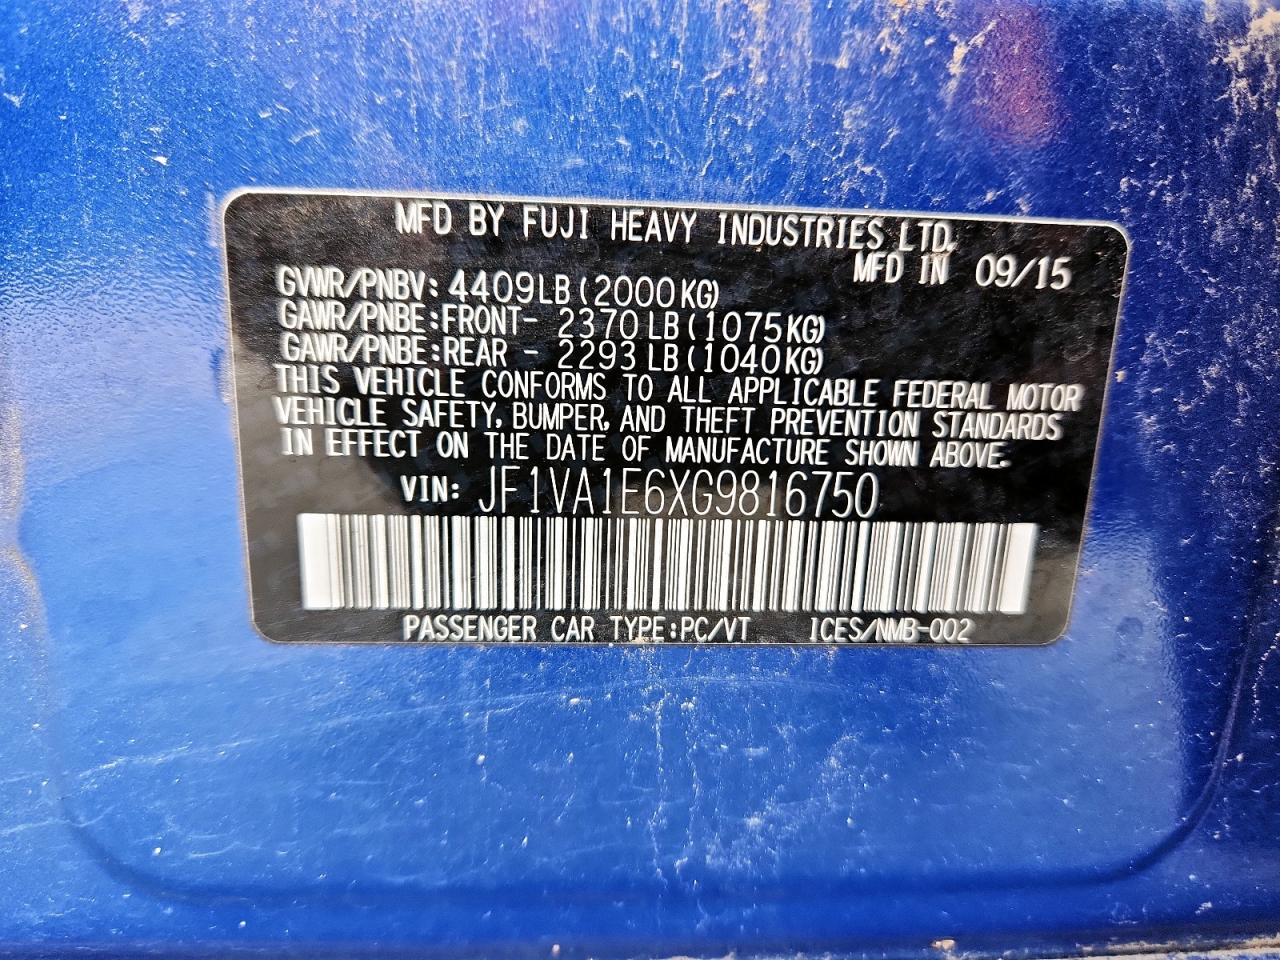 MFD BY FUJI HEAVY INDUSTRIES LTD.
MFD IN 09/15
GVWR/PNBV: 4409LB(2000KG)
GAWR/PNBE:FRONT- 2370LB(1075KG)
GAWR/PNBE:REAR - 2293LB(1040KG)
THIS VEHICLE CONFORMS TO ALL APPLICABLE FEDERAL MOTOR
VEHICLE SAFETY, BUMPER, AND THEFT PREVENTION STANDARDS
IN EFFECT ON THE DATE OF MANUFACTURE SHOWN ABOVE.
VIN: JF1VA1E6XG9816750
PASSENGER CAR TYPE:PC/VT ICES/NMB-002